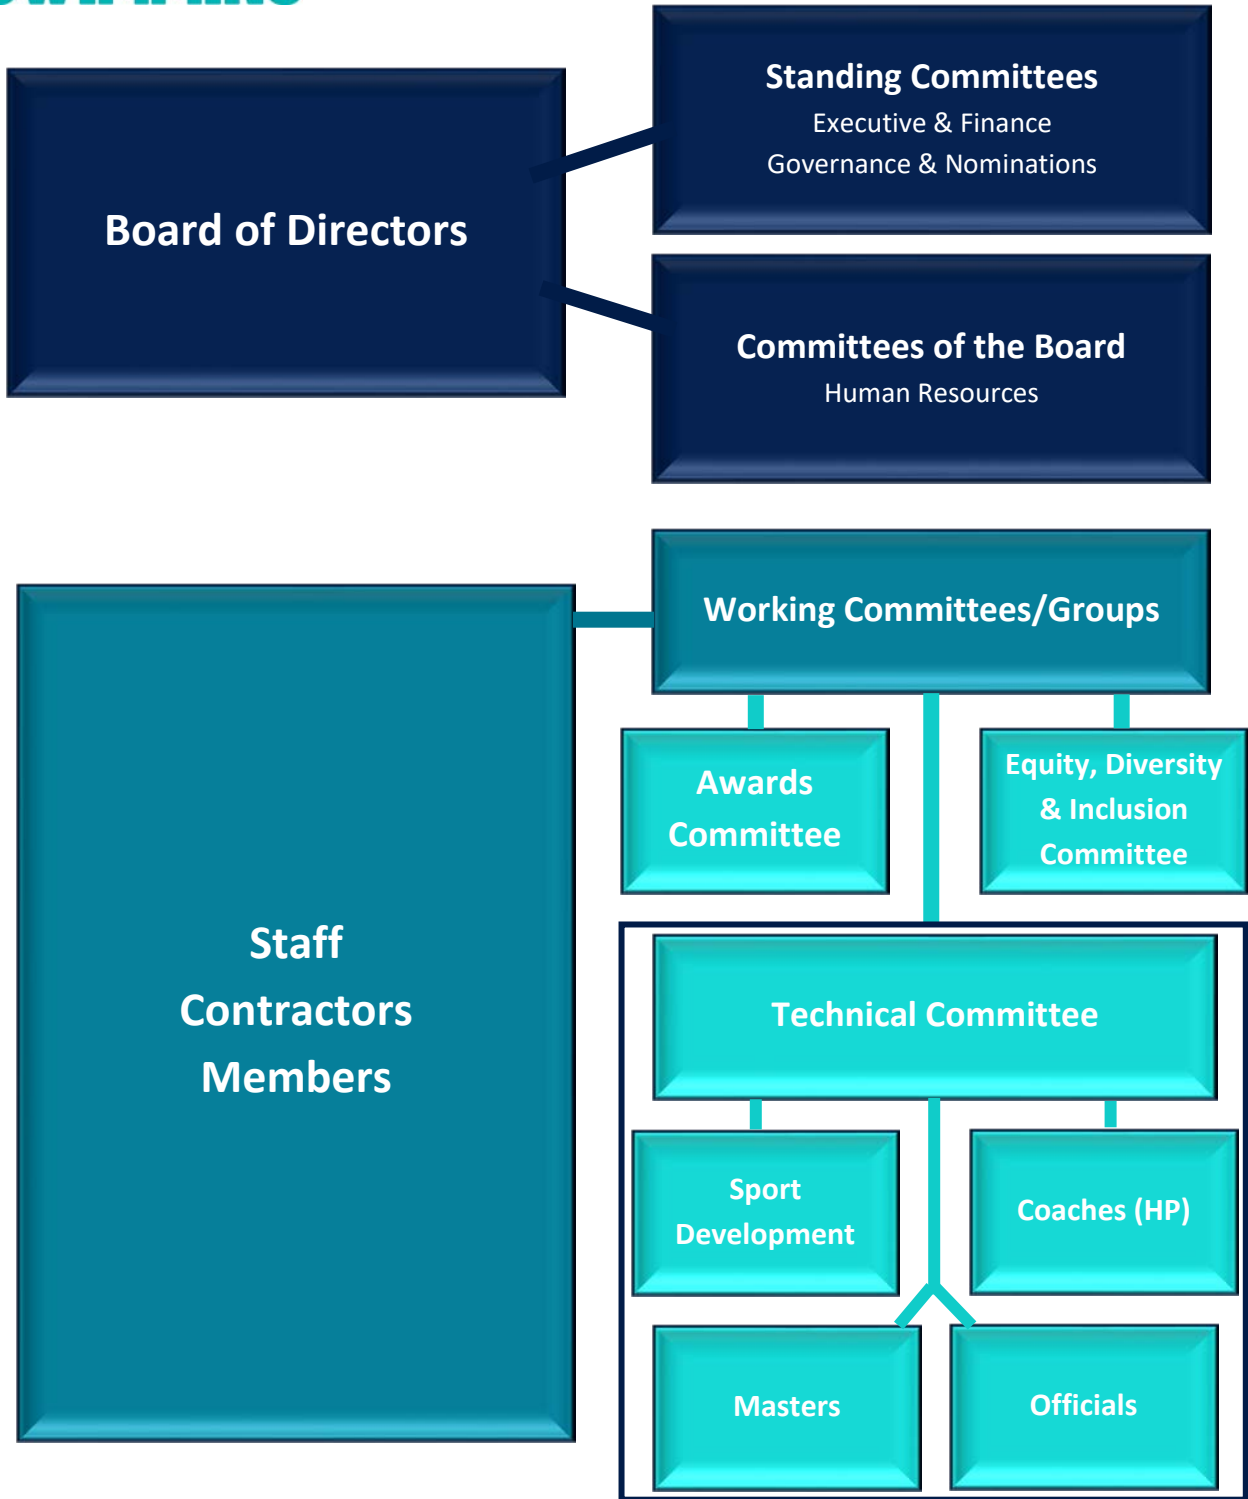 Standing Committees
Executive & Finance
Governance & Nominations
Board of Directors
Committees of the Board
Human Resources
Working Committees/Groups
Awards
Committee
Equity, Diversity
& Inclusion
Committee
Staff
Contractors
Members
Technical Committee
Sport
Development
Coaches (HP)
Masters
Officials